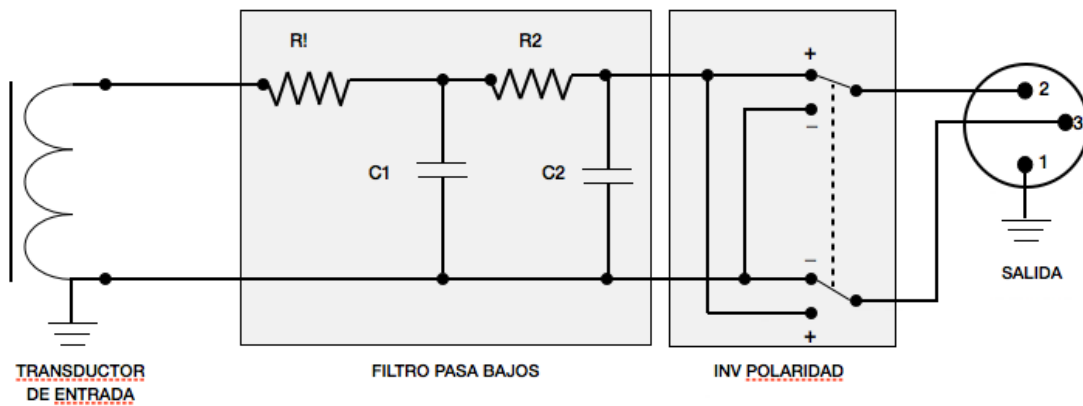 R!
R2
C1
C2
+
–
–
+
2
3
1
SALIDA
TRANSDUCTOR
DE ENTRADA
FILTRO PASA BAJOS
INV POLARIDAD